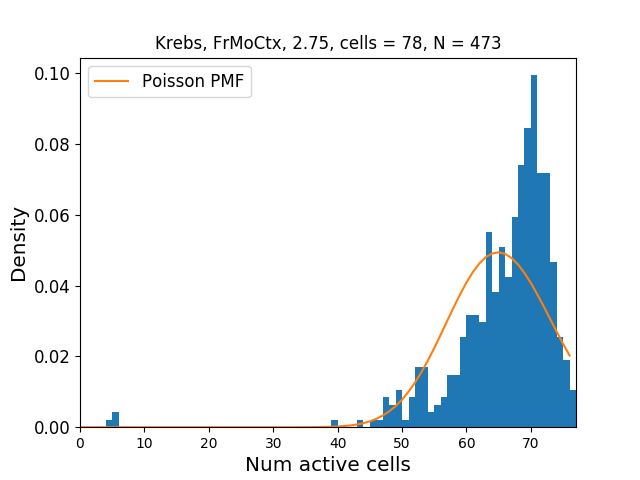 Krebs, FrMoCtx, 2.75, cells = 78, N = 473
Poisson PMF
0.10
0.08
0.06
0.04
0.02
0.00
Density
0 10 20 30 40 50 60 70
Num active cells